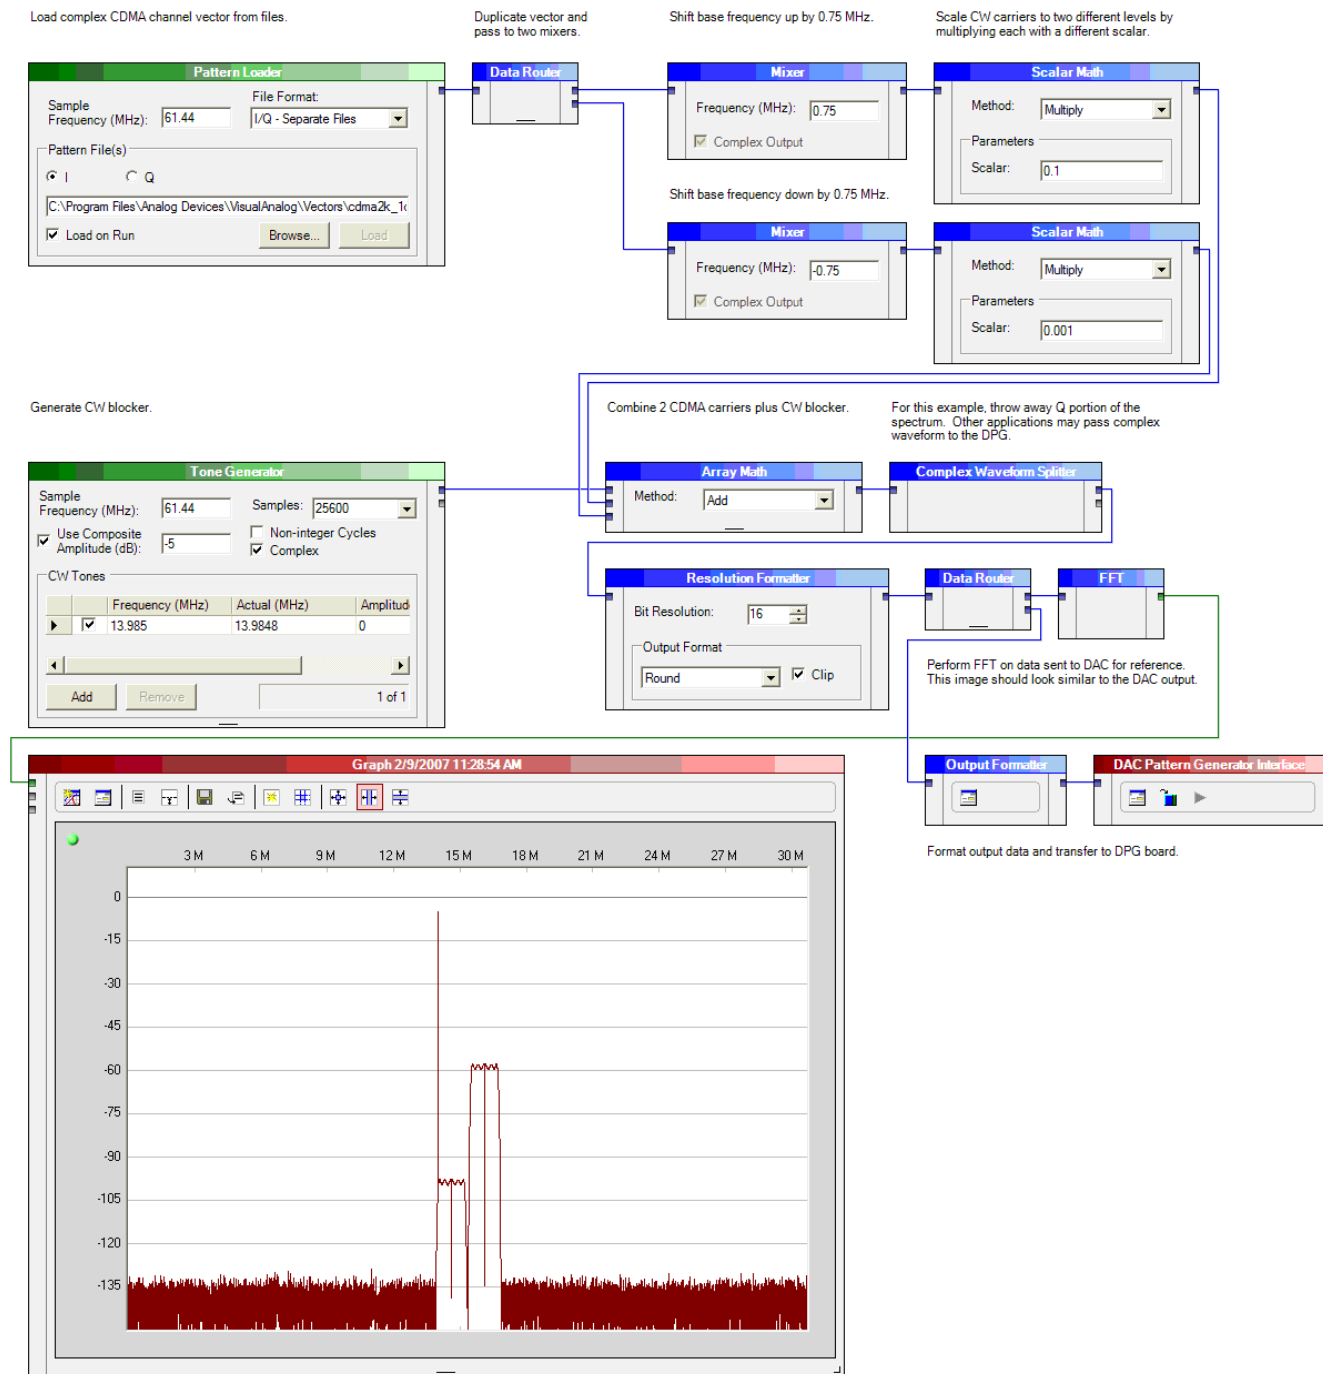 Load complex CDMA channel vector from files.
Duplicate vector and
pass to two mixers.
Shift base frequency up by 0.75 MHz.
Scale CW carriers to two different levels by
multiplying each with a different scalar.
Pattern Loader
Sample
Frequency (MHz):
61.44
File Format:
I/Q - Separate Files
Pattern File(s)
I
Q
C:\Program Files\Analog Devices\VisualAnalog\Vectors\cdma2k_1c
Load on Run
Browse...
Load
Data Router
Mixer
Frequency (MHz):
0.75
Complex Output
Scalar Math
Method:
Multiply
Parameters
Scalar:
0.1
Shift base frequency down by 0.75 MHz.
Mixer
Frequency (MHz):
-0.75
Complex Output
Scalar Math
Method:
Multiply
Parameters
Scalar:
0.001
Generate CW blocker.
Combine 2 CDMA carriers plus CW blocker.
For this example, throw away Q portion of the
spectrum. Other applications may pass complex
waveform to the DPG.
Tone Generator
Sample
Frequency (MHz):
61.44
Samples:
25600
Use Composite
Amplitude (dB):
-5
Non-integer Cycles
Complex
CW Tones
Frequency (MHz)
Actual (MHz)
Amplitud
13.985
13.9848
0
Add
Remove
1 of 1
Array Math
Method:
Add
Complex Waveform Splitter
Resolution Formatter
Bit Resolution:
16
Output Format
Round
Clip
Data Router
FFT
Perform FFT on data sent to DAC for reference.
This image should look similar to the DAC output.
Graph 2/9/2007 11:28:54 AM
3 M 6 M 9 M 12 M 15 M 18 M 21 M 24 M 27 M 30 M
0
-15
-30
-45
-60
-75
-90
-105
-120
-135
Output Formatter
DAC Pattern Generator Interface
Format output data and transfer to DPG board.